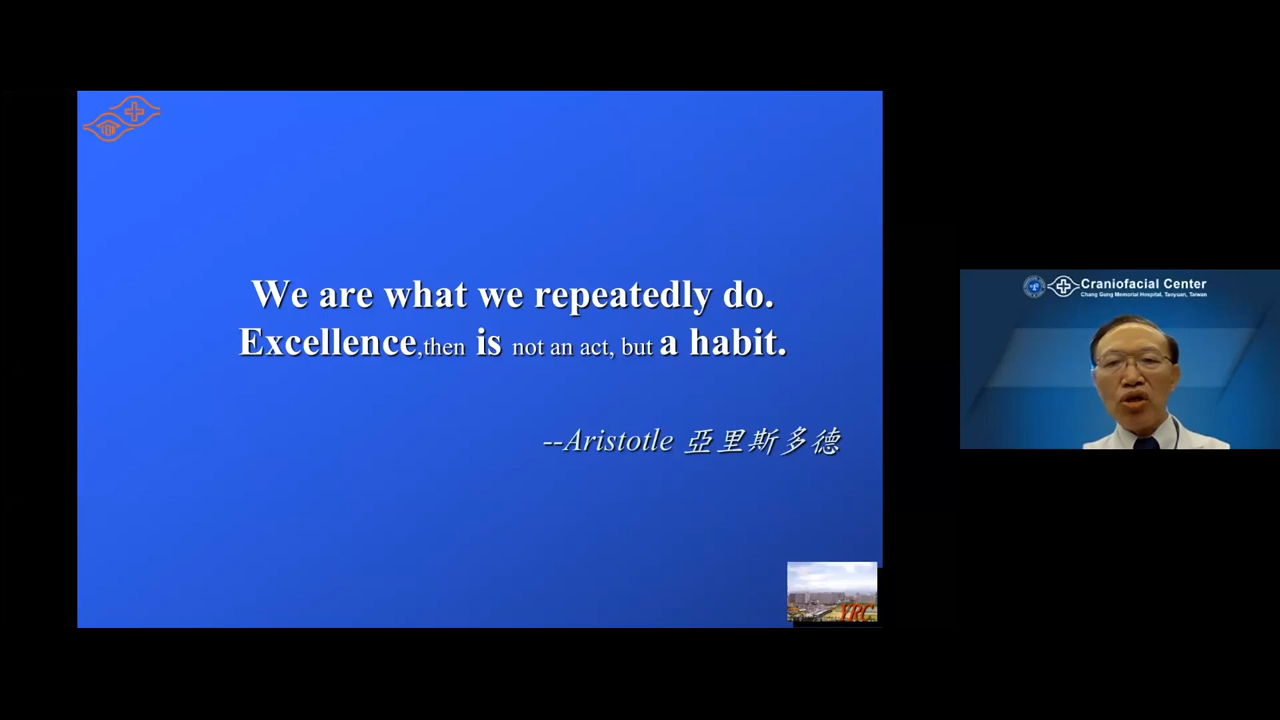 We are what we repeatedly do.
Excellence,then is not an act, but a habit.
--Aristotle 亞里斯多德
YRC
Craniofacial Center
Chang Gung Memorial Hospital, Taoyuan, Taiwan